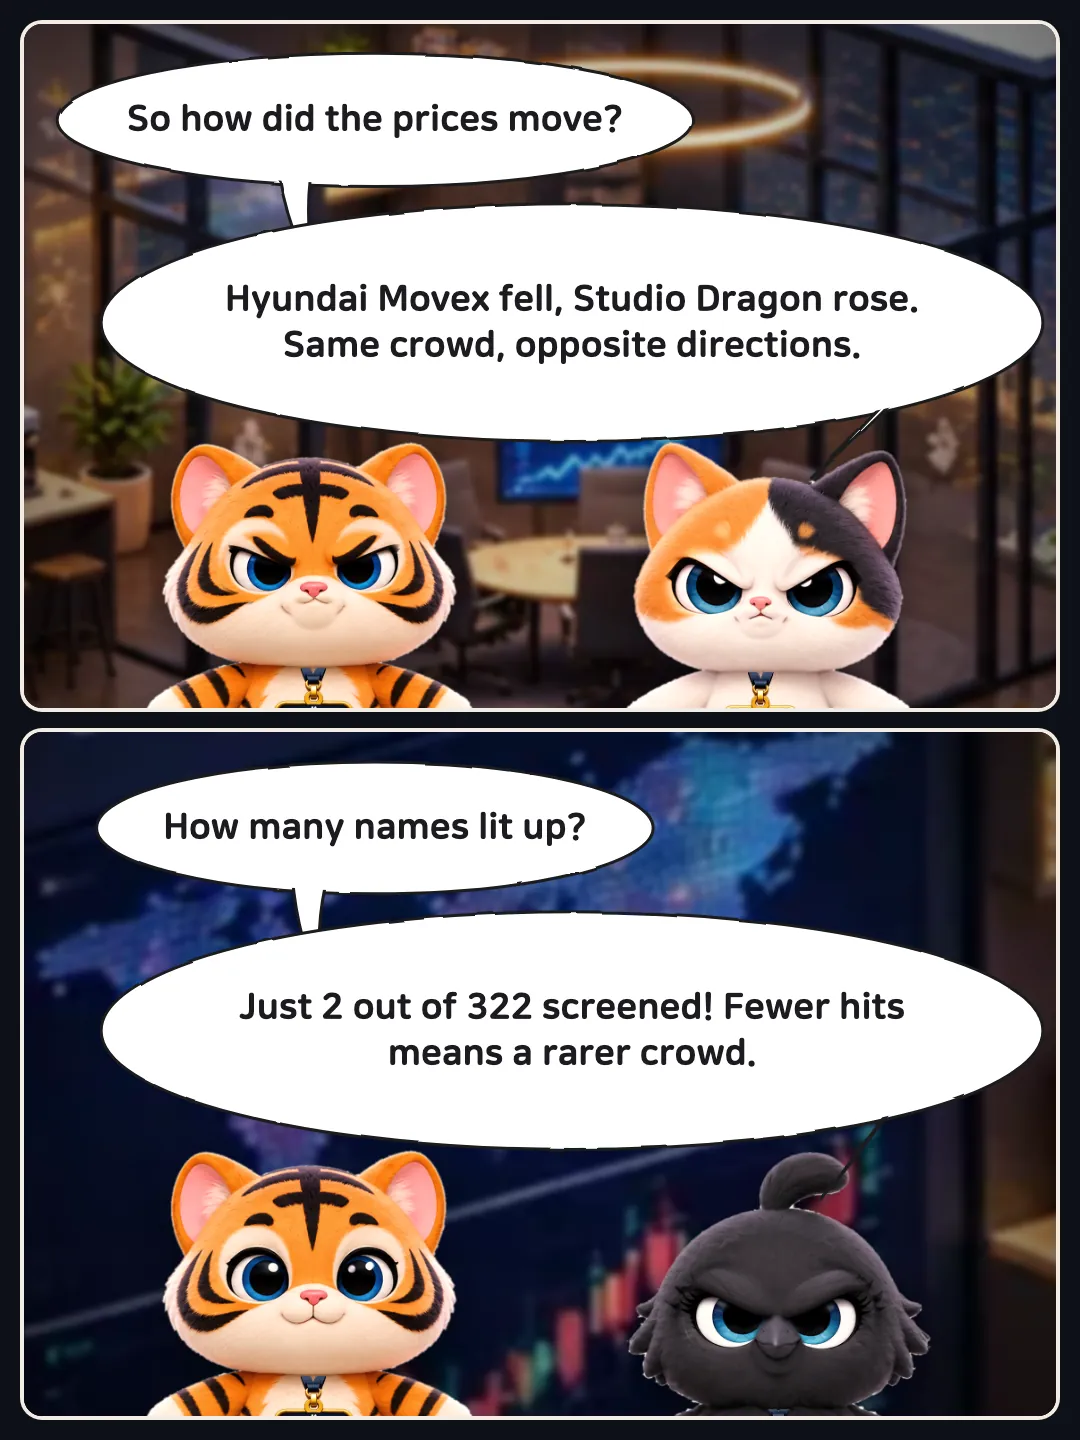 So how did the prices move?
Hyundai Movex fell, Studio Dragon rose.
Same crowd, opposite directions.
How many names lit up?
Just 2 out of 322 screened! Fewer hits
means a rarer crowd.